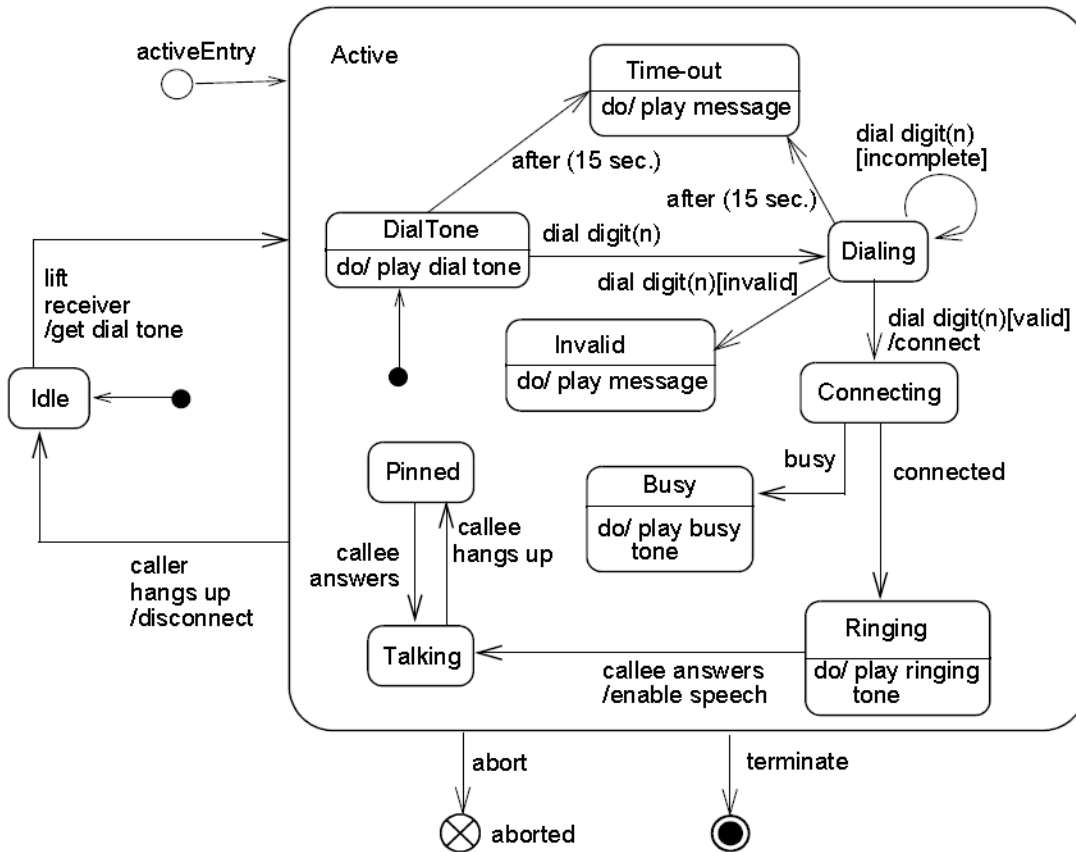 activeEntry
Active
Time-out
do/ play message
dial digit(n)
[incomplete]
after (15 sec.)
after (15 sec.)
DialTone
do/ play dial tone
dial digit(n)
Dialing
lift
receiver
/get dial tone
dial digit(n)[invalid]
dial digit(n)[valid]
/connect
Invalid
do/ play message
Idle
Connecting
Pinned
busy
connected
Busy
do/ play busy
tone
callee
hangs up
callee
answers
caller
hangs up
/disconnect
Talking
Ringing
do/ play ringing
tone
callee answers
/enable speech
abort
terminate
aborted